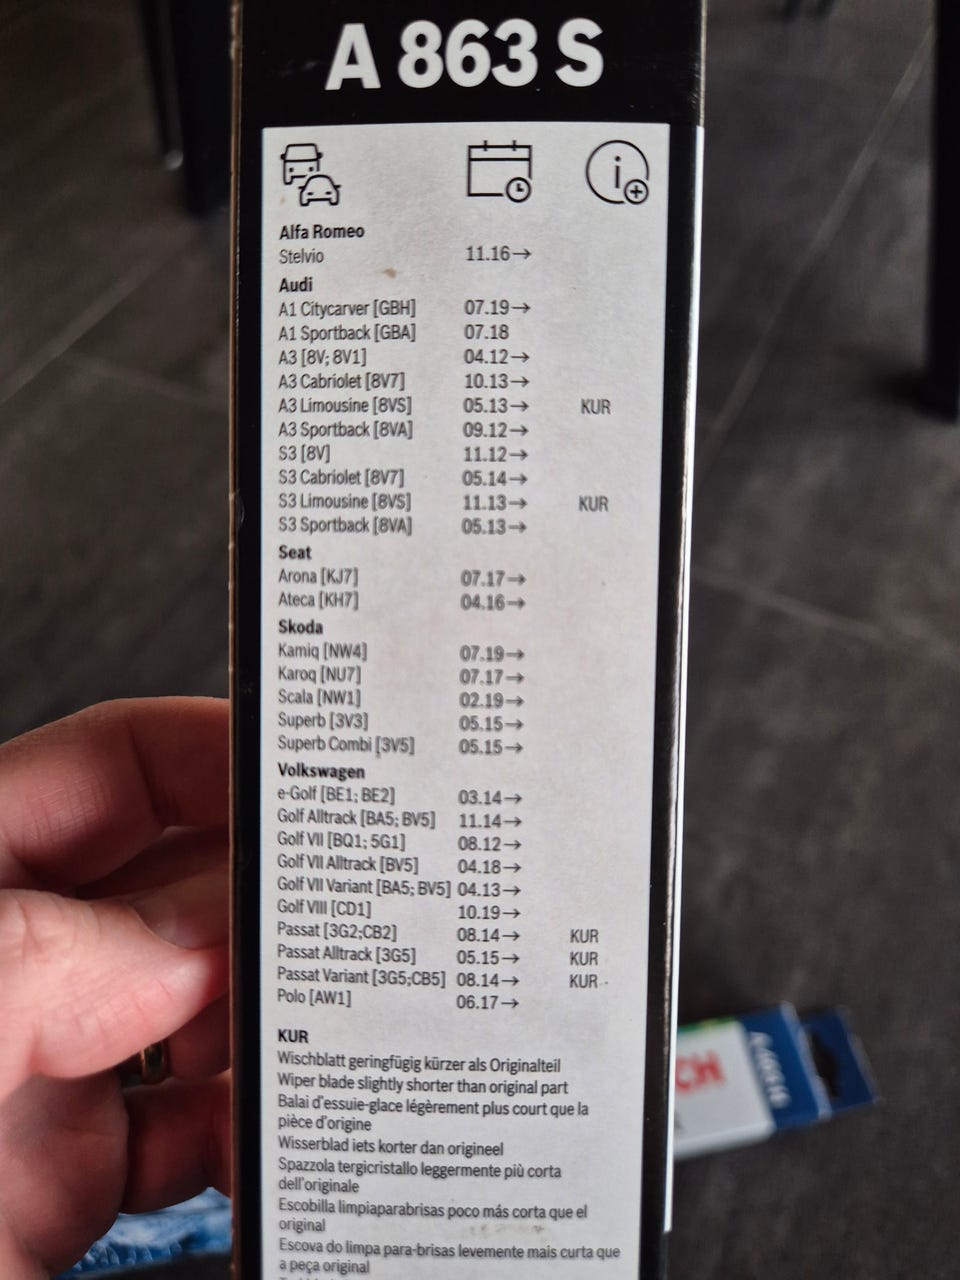 A 863 S
Alfa Romeo
Stelvio 11.16→
Audi
A1 Citycarver [GBH] 07.19→
A1 Sportback [GBA] 07.18
A3 [8V; 8V1] 04.12→
A3 Cabriolet [8V7] 10.13→
A3 Limousine [8VS] 05.13→ KUR
A3 Sportback [8VA] 09.12→
S3 [8V] 11.12→
S3 Cabriolet [8V7] 05.14→
S3 Limousine [8VS] 11.13→ KUR
S3 Sportback [8VA] 05.13→
Seat
Arona [KJ7] 07.17→
Ateca [KH7] 04.16→
Skoda
Kamiq [NW4] 07.19→
Karoq [NU7] 07.17→
Scala [NW1] 02.19→
Superb [3V3] 05.15→
Superb Combi [3V5] 05.15→
Volkswagen
e-Golf [BE1; BE2] 03.14→
Golf Alltrack [BA5; BV5] 11.14→
Golf VII [BQ1; 5G1] 08.12→
Golf VII Alltrack [BV5] 04.18→
Golf VII Variant [BA5; BV5] 04.13→
Golf VIII [CD1] 10.19→
Passat [3G2;CB2] 08.14→ KUR
Passat Alltrack [3G5] 05.15→ KUR
Passat Variant [3G5;CB5] 08.14→ KUR
Polo [AW1] 06.17→
KUR
Wischblatt geringfügig kürzer als Originalteil
Wiper blade slightly shorter than original part
Balai d'essuie-glace légèrement plus court que la
pièce d'origine
Wisserblad iets korter dan origineel
Spazzola tergicristallo leggermente più corta
dell'originale
Escobilla limpiaparabrisas poco más corta que el
original
Escova do limpa para-brisas levemente mais curta que
a peça original